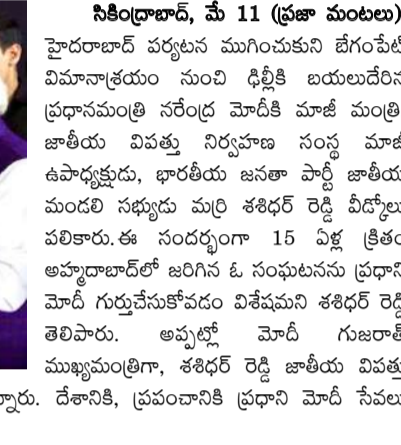 సికింద్రాబాద్, మే 11 (ప్రజా మంటలు)
హైదరాబాద్ పర్యటన ముగించుకుని బేగంపేట్
విమానాశ్రయం నుంచి ఢిల్లీకి బయలుదేరిన
ప్రధానమంత్రి నరేంద్ర మోదీకి మాజీ మంత్రి
జాతీయ విపత్తు నిర్వహణ సంస్థ మాజీ
ఉపాధ్యక్షుడు, భారతీయ జనతా పార్టీ జాతీయ
మండలి సభ్యుడు మర్రి శశిధర్ రెడ్డి వీడ్కోలు
పలికారు.ఈ సందర్భంగా 15 ఏళ్ల క్రితం
అహ్మదాబాద్‌లో జరిగిన ఓ సంఘటనను ప్రధాని
మోదీ గుర్తుచేసుకోవడం విశేషమని శశిధర్ రెడ్డి
తెలిపారు. అప్పట్లో మోదీ గుజరాత్
ముఖ్యమంత్రిగా, శశిధర్ రెడ్డి జాతీయ విపత్తు
దేశానికి, ప్రపంచానికి ప్రధాని మోదీ సేవలు